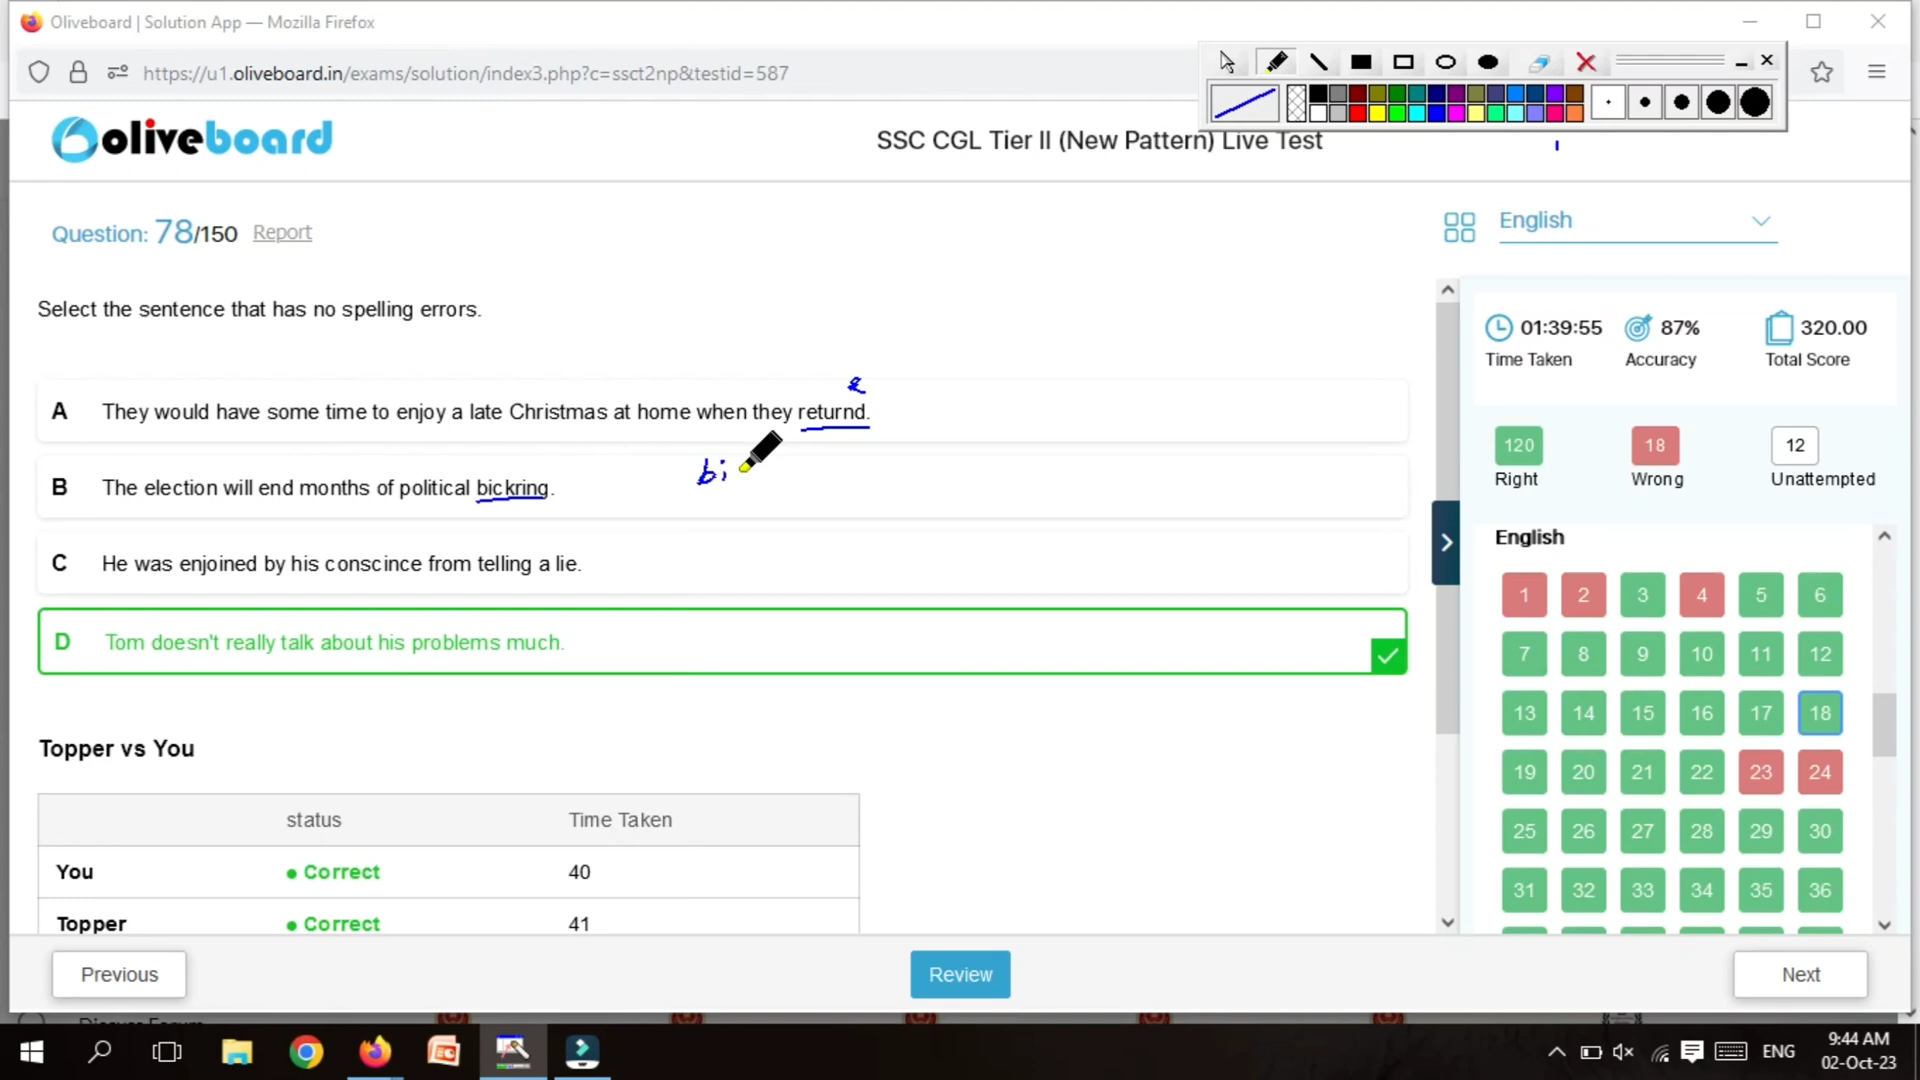 Oliveboard | Solution App — Mozilla Firefox
https://u1.oliveboard.in/exams/solution/index3.php?c=ssct2np&testid=587
oliveboard
SSC CGL Tier II (New Pattern) Live Test
Question: 78/150 Report
English
Select the sentence that has no spelling errors.
e
A They would have some time to enjoy a late Christmas at home when they returnd.
bi
B The election will end months of political bickring.
C He was enjoined by his conscince from telling a lie.
D Tom doesn't really talk about his problems much.
Topper vs You
status Time Taken
You Correct 40
Topper Correct 41
01:39:55 87% 320.00
Time Taken Accuracy Total Score
120 18 12
Right Wrong Unattempted
English
1 2 3 4 5 6
7 8 9 10 11 12
13 14 15 16 17 18
19 20 21 22 23 24
25 26 27 28 29 30
31 32 33 34 35 36
Previous Review Next
ENG
9:44 AM
02-Oct-23